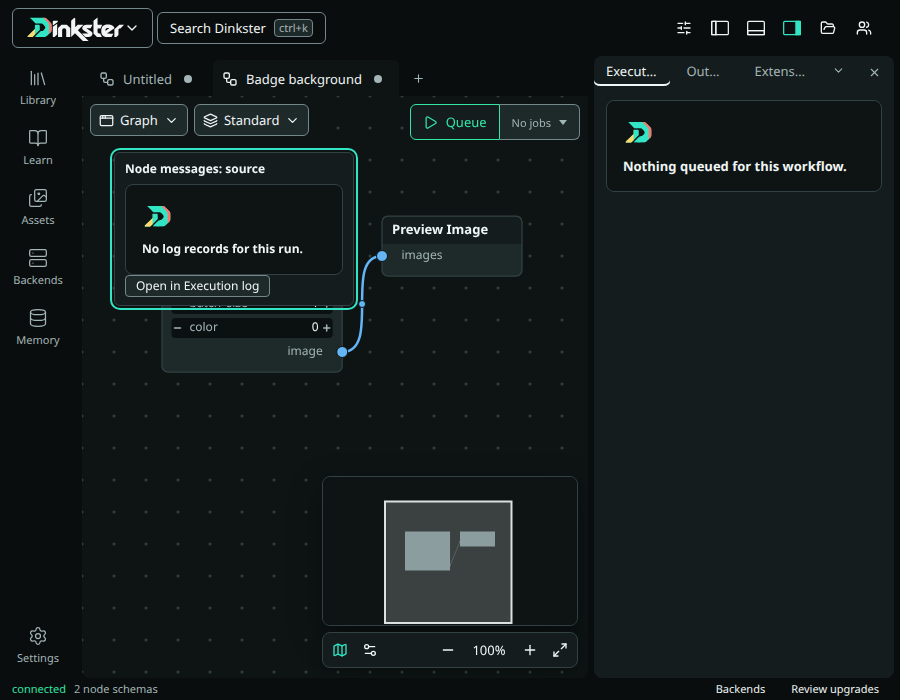 Dinkster
Search Dinkster ctrl+k
Library
Learn
Assets
Backends
Memory
Settings
Untitled
Badge background
Graph
Standard
Queue
No jobs
Node messages: source
No log records for this run.
Open in Execution log
color 0
image
Preview Image
images
100%
Execut...
Out...
Extens...
Nothing queued for this workflow.
connected 2 node schemas
Backends
Review upgrades